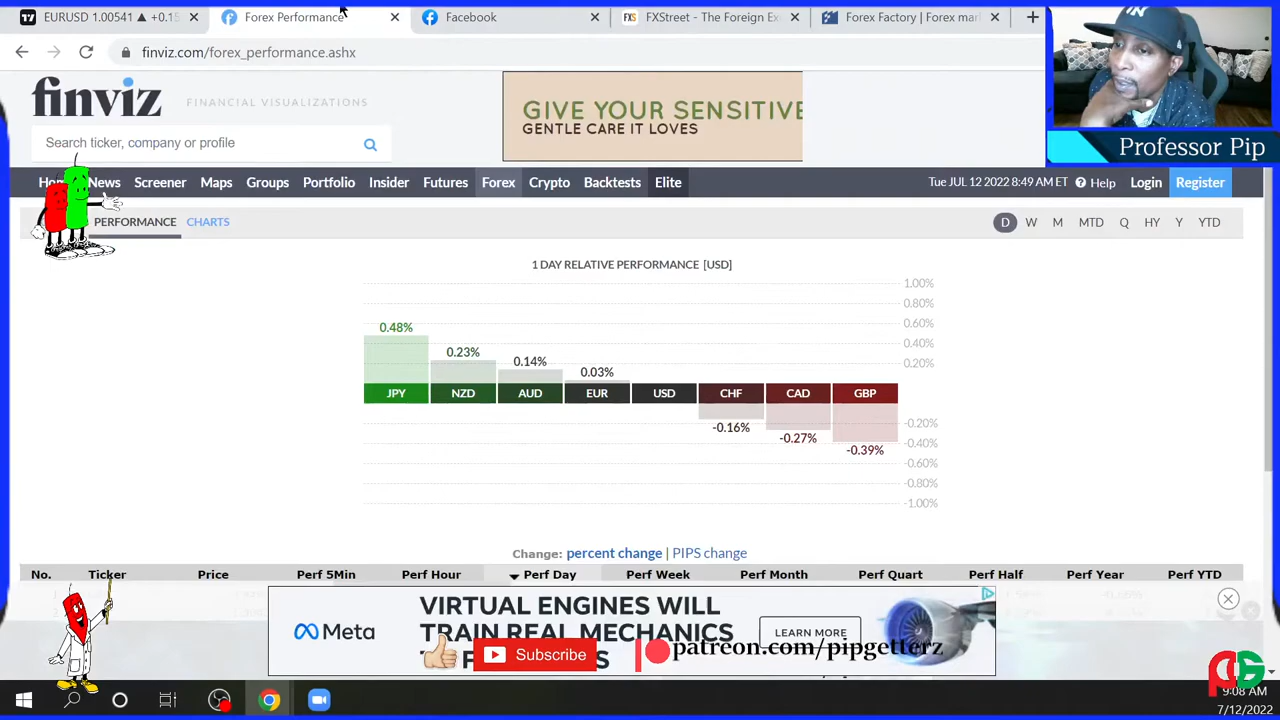 EURUSD 1.00541 ▲ +0.15
Forex Performance
Facebook
FXS FXStreet - The Foreign Ex
Forex Factory | Forex mar
finviz.com/forex_performance.ashx
finviz
FINANCIAL VISUALIZATIONS
GIVE YOUR SENSITIVE
GENTLE CARE IT LOVES
Search ticker, company or profile
Professor Pip
News Screener Maps Groups Portfolio Insider Futures Forex Crypto Backtests Elite
Tue JUL 12 2022 8:49 AM ET Help Login Register
PERFORMANCE CHARTS
D W M MTD Q HY Y YTD
1 DAY RELATIVE PERFORMANCE [USD]
1.00%
0.80%
0.60%
0.40%
0.20%
0.48%
0.23%
0.14%
0.03%
JPY NZD AUD EUR USD CHF CAD GBP
-0.16%
-0.27%
-0.39%
-0.20%
-0.40%
-0.60%
-0.80%
-1.00%
Change: percent change | PIPS change
No. Ticker Price Perf 5Min Perf Hour Perf Day Perf Week Perf Month Perf Quart Perf Half Perf Year Perf YTD
Meta
VIRTUAL ENGINES WILL
TRAIN REAL MECHANICS
LEARN MORE
Subscribe
patreon.com/pipgetterz
PG
9:08 AM
7/12/2022